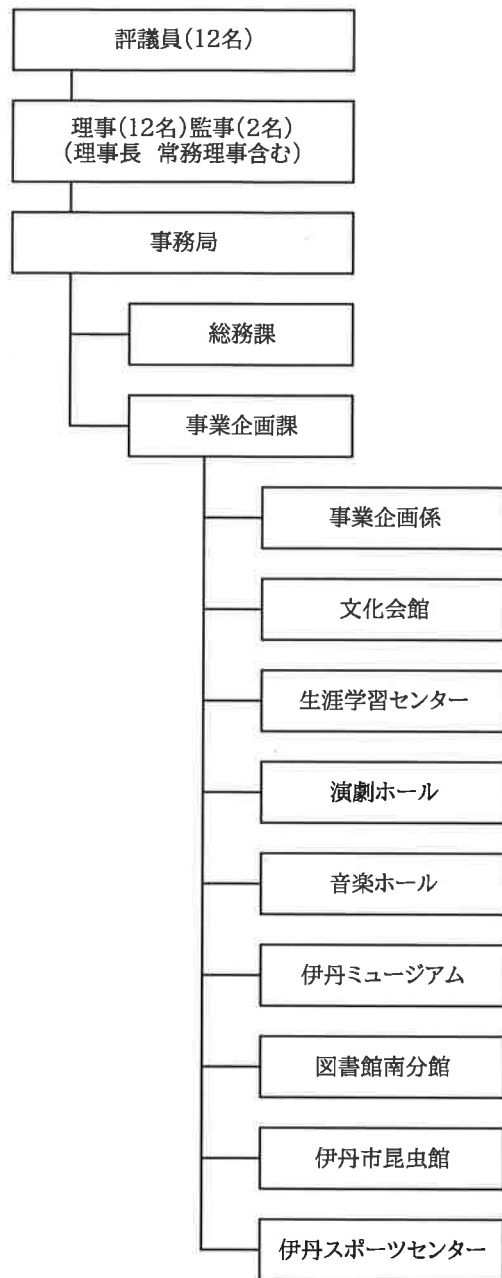 評議員(12名)
理事(12名)監事(2名)
(理事長 常務理事含む)
事務局
総務課
事業企画課
事業企画係
文化会館
生涯学習センター
演劇ホール
音楽ホール
伊丹ミュージアム
図書館南分館
伊丹市昆虫館
伊丹スポーツセンター